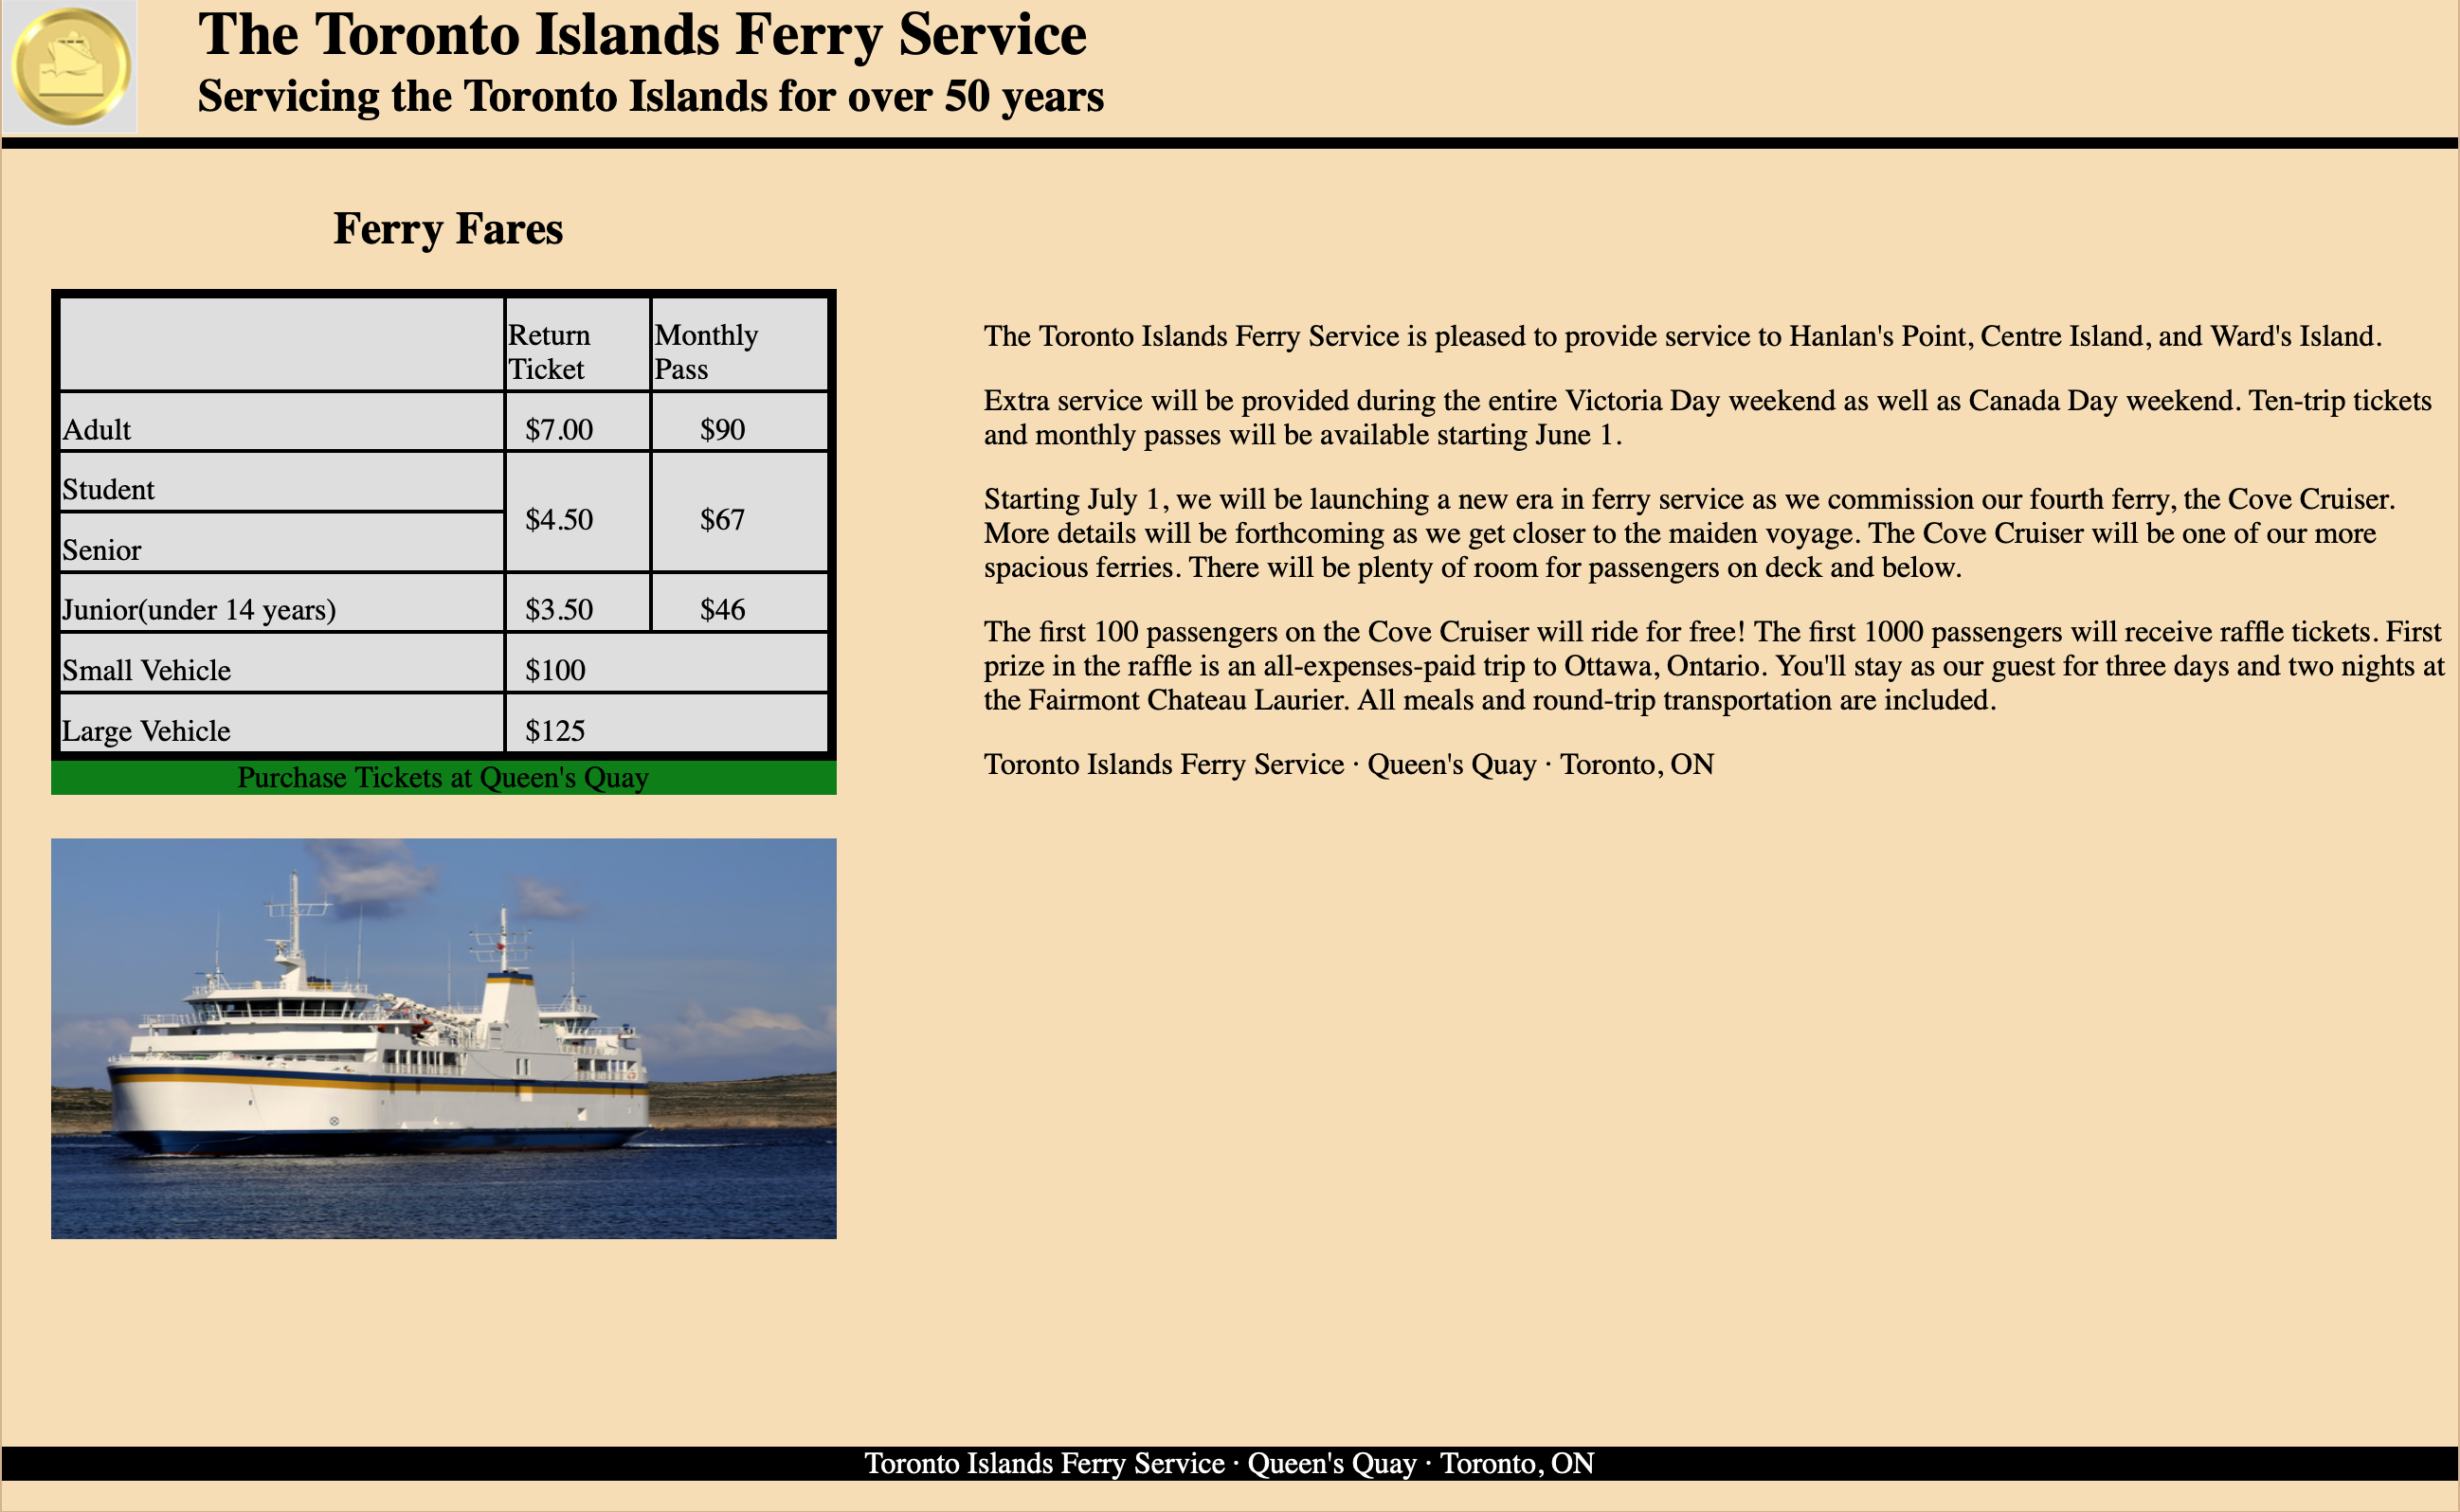 The Toronto Islands Ferry Service
Servicing the Toronto Islands for over 50 years
Ferry Fares
Return
Ticket
Monthly
Pass
Adult $7.00 $90
Student
$4.50 $67
Senior
Junior(under 14 years) $3.50 $46
Small Vehicle $100
Large Vehicle $125
Purchase Tickets at Queen's Quay
The Toronto Islands Ferry Service is pleased to provide service to Hanlan's Point, Centre Island, and Ward's Island.
Extra service will be provided during the entire Victoria Day weekend as well as Canada Day weekend. Ten-trip tickets
and monthly passes will be available starting June 1.
Starting July 1, we will be launching a new era in ferry service as we commission our fourth ferry, the Cove Cruiser.
More details will be forthcoming as we get closer to the maiden voyage. The Cove Cruiser will be one of our more
spacious ferries. There will be plenty of room for passengers on deck and below.
The first 100 passengers on the Cove Cruiser will ride for free! The first 1000 passengers will receive raffle tickets. First
prize in the raffle is an all-expenses-paid trip to Ottawa, Ontario. You'll stay as our guest for three days and two nights at
the Fairmont Chateau Laurier. All meals and round-trip transportation are included.
Toronto Islands Ferry Service · Queen's Quay · Toronto, ON
Toronto Islands Ferry Service · Queen's Quay · Toronto, ON